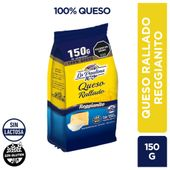 100% QUESO
150G
La Paulina
Queso
Rallado
Reggianito
SIN
LACTOSA
SIN GLUTEN
QUESO RALLADO
REGGIANITO
150
G